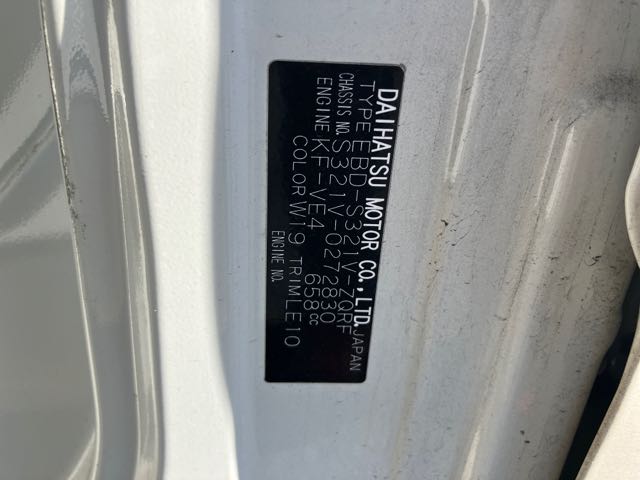 DAIHATSU MOTOR CO.,LTD. JAPAN
TYPE EBD-S321V-ZQRF
CHASSIS NO. S321V-0272830
ENGINE KF-VE4 658cc
COLOR W19 TRIM LE10
ENGINE NO.